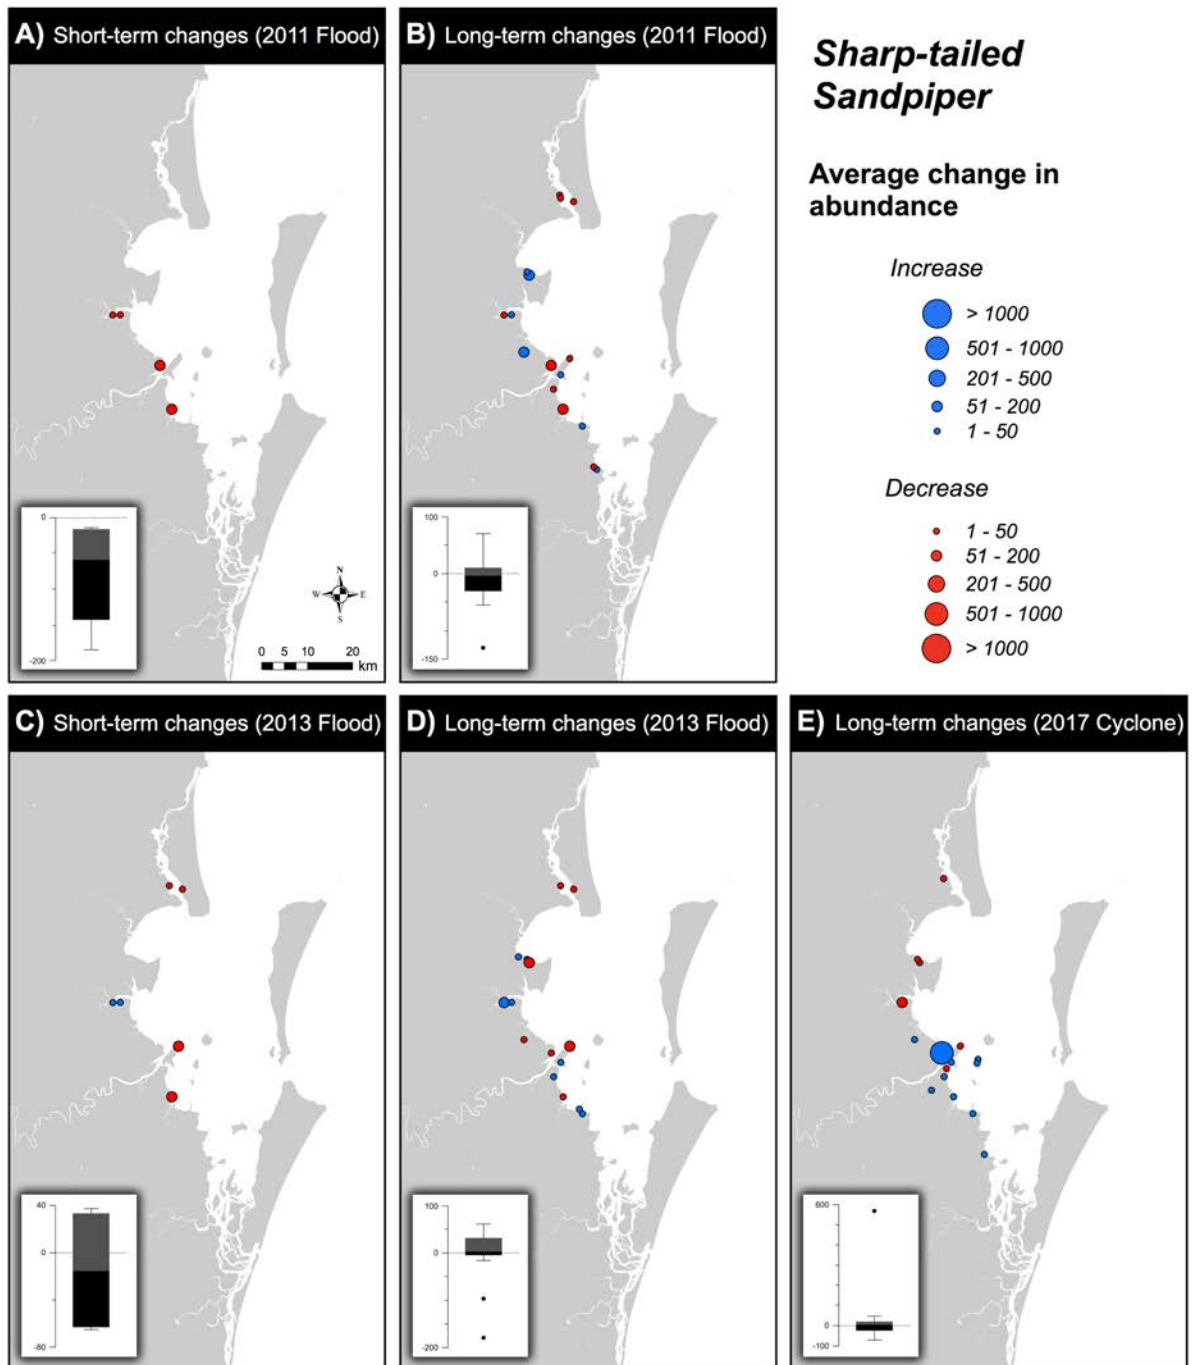 A) Short-term changes (2011 Flood)
B) Long-term changes (2011 Flood)
Sharp-tailed
Sandpiper
Average change in
abundance
Increase
> 1000
501 - 1000
201 - 500
51 - 200
1 - 50
Decrease
1 - 50
51 - 200
201 - 500
501 - 1000
> 1000
0
-200
N
W E
S
0 5 10 20
km
100
0
-150
C) Short-term changes (2013 Flood)
D) Long-term changes (2013 Flood)
E) Long-term changes (2017 Cyclone)
40
0
-80
100
0
-200
600
0
-100